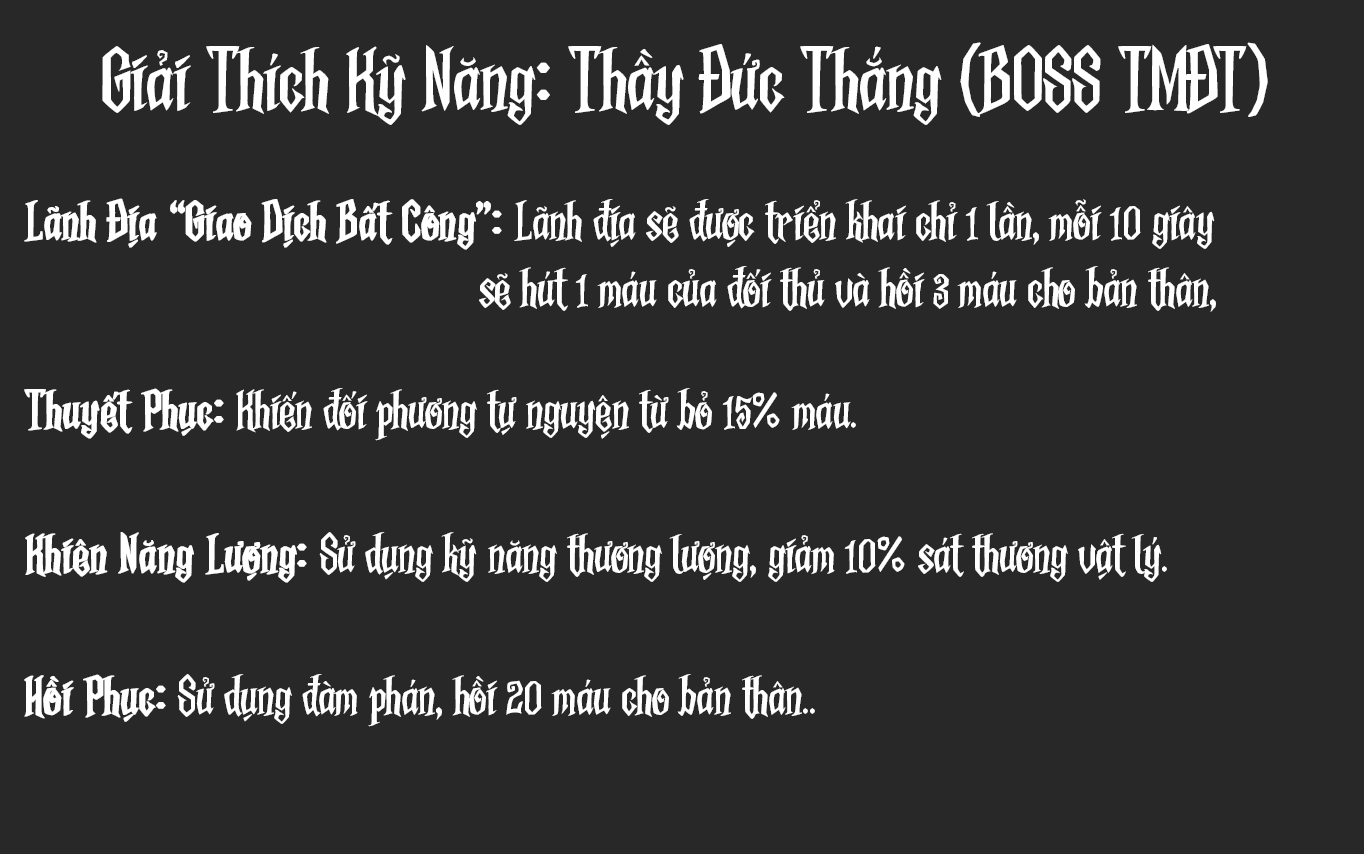 Giải Thích Kỹ Năng: Thầy Đức Thắng (BOSS TMĐT)
Lãnh Địa “Giao Dịch Bất Công”: Lãnh địa sẽ được triển khai chỉ 1 lần, mỗi 10 giây
sẽ hút 1 máu của đối thủ và hồi 3 máu cho bản thân,
Thuyết Phục: Khiến đối phương tự nguyện từ bỏ 15% máu.
Khiên Năng Lượng: Sử dụng kỹ năng thương lượng, giảm 10% sát thương vật lý.
Hồi Phục: Sử dụng đàm phán, hồi 20 máu cho bản thân..